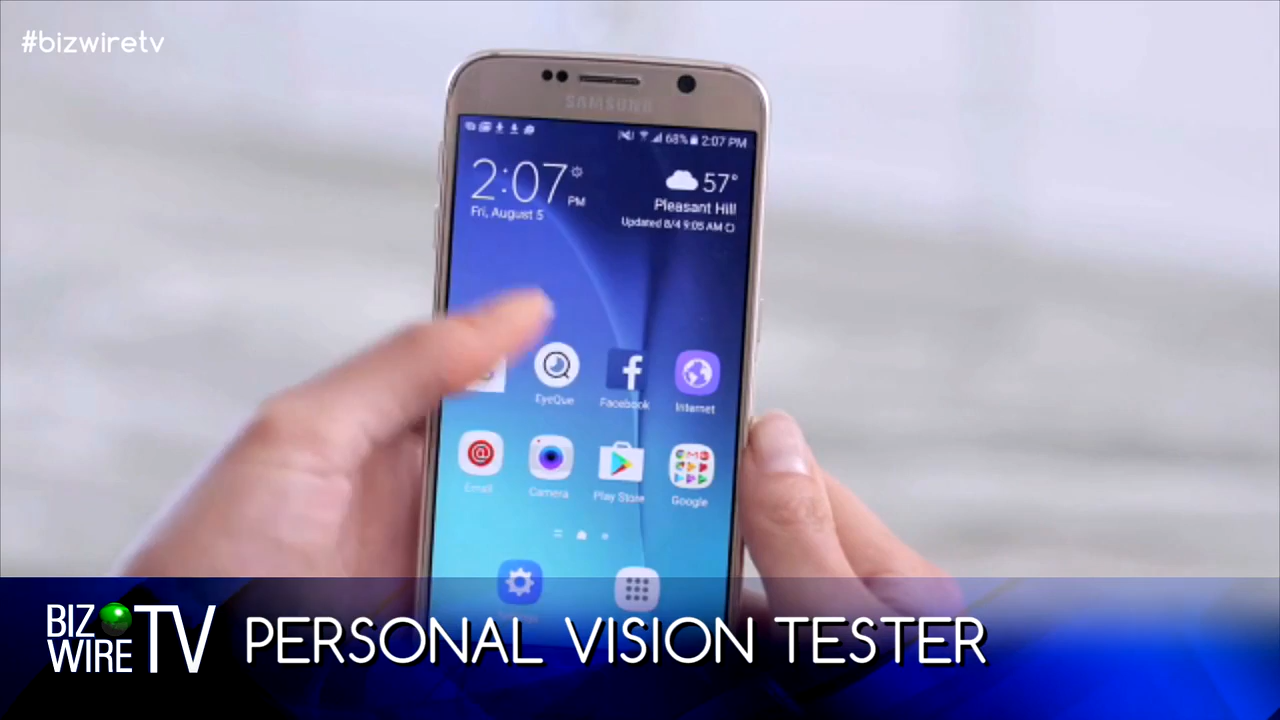 #bizwiretv
SAMSUNG
68% 2:07 PM
2:07 PM
57°
Fri, August 5
Pleasant Hill
Updated 8/4 9:05 AM
EyeQue
Facebook
Internet
Email
Camera
Play Store
Google
BIZ
WIRE TV
PERSONAL VISION TESTER